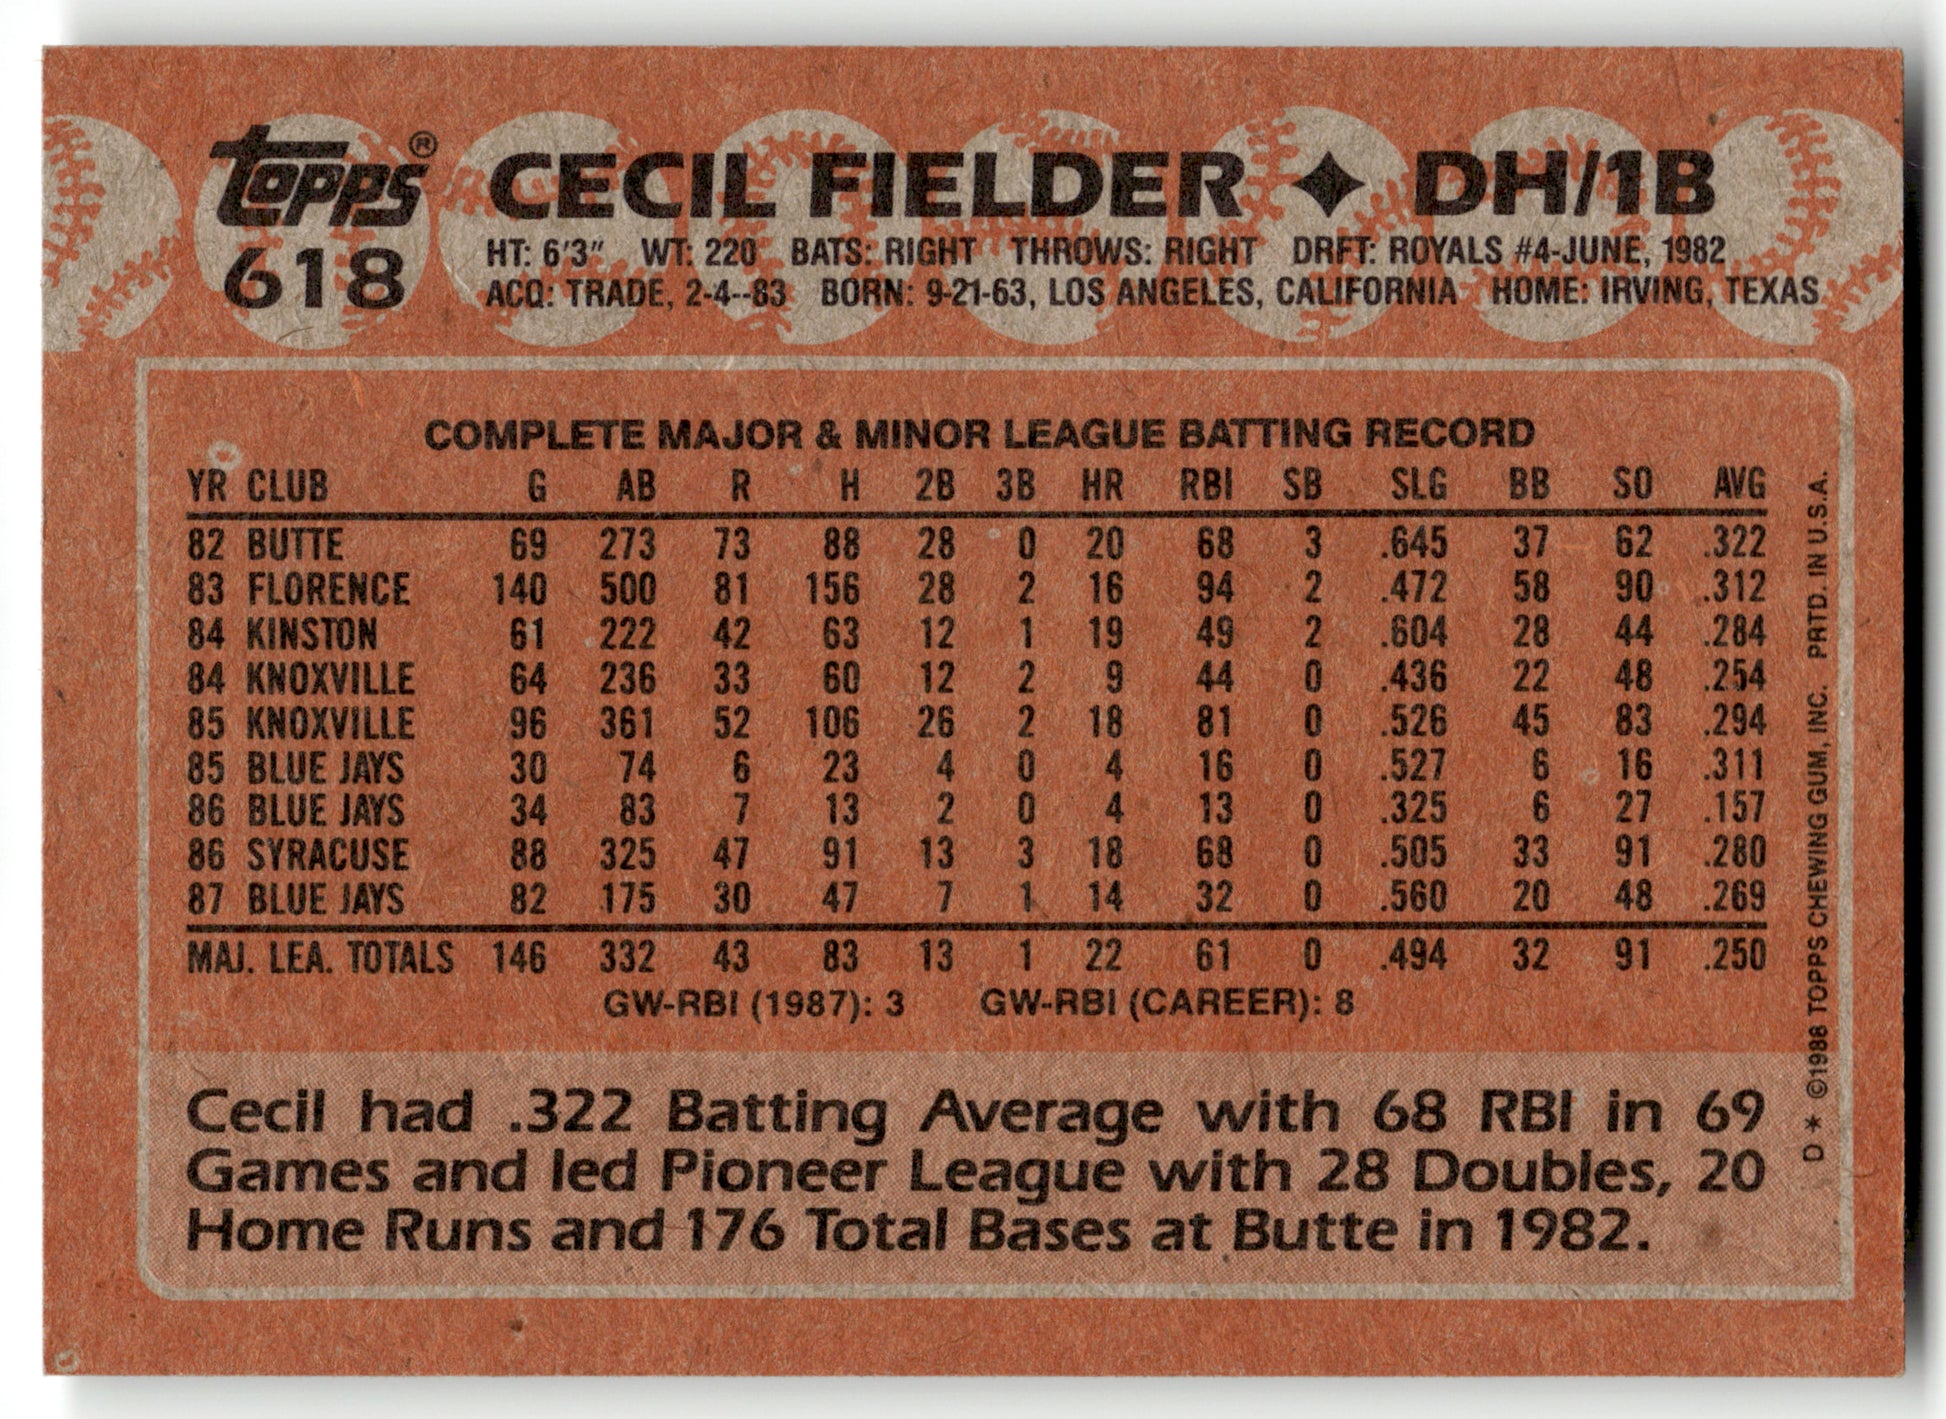 topps® CECIL FIELDER ✦ DH/1B
618 HT: 6'3" WT: 220 BATS: RIGHT THROWS: RIGHT DRFT: ROYALS #4-JUNE, 1982
ACQ: TRADE, 2-4--83 BORN: 9-21-63, LOS ANGELES, CALIFORNIA HOME: IRVING, TEXAS
COMPLETE MAJOR & MINOR LEAGUE BATTING RECORD
YR CLUB G AB R H 2B 3B HR RBI SB SLG BB SO AVG
82 BUTTE 69 273 73 88 28 0 20 68 3 .645 37 62 .322
83 FLORENCE 140 500 81 156 28 2 16 94 2 .472 58 90 .312
84 KINSTON 61 222 42 63 12 1 19 49 2 .604 28 44 .284
84 KNOXVILLE 64 236 33 60 12 2 9 44 0 .436 22 48 .254
85 KNOXVILLE 96 361 52 106 26 2 18 81 0 .526 45 83 .294
85 BLUE JAYS 30 74 6 23 4 0 4 16 0 .527 6 16 .311
86 BLUE JAYS 34 83 7 13 2 0 4 13 0 .325 6 27 .157
86 SYRACUSE 88 325 47 91 13 3 18 68 0 .505 33 91 .280
87 BLUE JAYS 82 175 30 47 7 1 14 32 0 .560 20 48 .269
MAJ. LEA. TOTALS 146 332 43 83 13 1 22 61 0 .494 32 91 .250
GW-RBI (1987): 3 GW-RBI (CAREER): 8
Cecil had .322 Batting Average with 68 RBI in 69
Games and led Pioneer League with 28 Doubles, 20
Home Runs and 176 Total Bases at Butte in 1982.
D* ©1988 TOPPS CHEWING GUM, INC. PRTD. IN U.S.A.